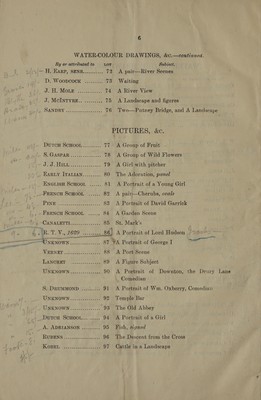 6
WATER-COLOUR DRAWINGS, &c.—continued.
By or attributed to LOT Subject.
H. EARP, SENR. 72 A pair—River Scenes
D. WOODCOCK 73 Waiting
J. H. MOLE 74 A River View
J. MCINTYRE 75 A Landscape and figures
SANDBY 76 Two—Putney Bridge, and A Landscape
PICTURES, &c.
DUTCH SCHOOL 77 A Group of Fruit
S. GASPAR 78 A Group of Wild Flowers
J. J. HILL 79 A Girl with pitcher
EARLY ITALIAN 80 The Adoration, panel
ENGLISH SCHOOL 81 A Portrait of a Young Girl
FRENCH SCHOOL 82 A pair—Cherubs, ovals
PINE 83 A Portrait of David Garrick
FRENCH SCHOOL 84 A Garden Scene
CANALETTI 85 St. Mark's
R. T. V., 1670 86 A Portrait of Lord Hudson
UNKNOWN 87 A Portrait of George I
VERNET 88 A Port Scene
LANCRET 89 A Figure Subject
UNKNOWN 90 A Portrait of Downton, the Drury Lane
Comedian
S. DRUMMOND 91 A Portrait of Wm. Oxberry, Comedian
UNKNOWN 92 Temple Bar
UNKNOWN 93 The Old Abbey
DUTCH SCHOOL 94 A Portrait of a Girl
A. ADRIANSON 95 Fish, signed
RUBENS 96 The Descent from the Cross
KOBEL 97 Cattle in a Landscape